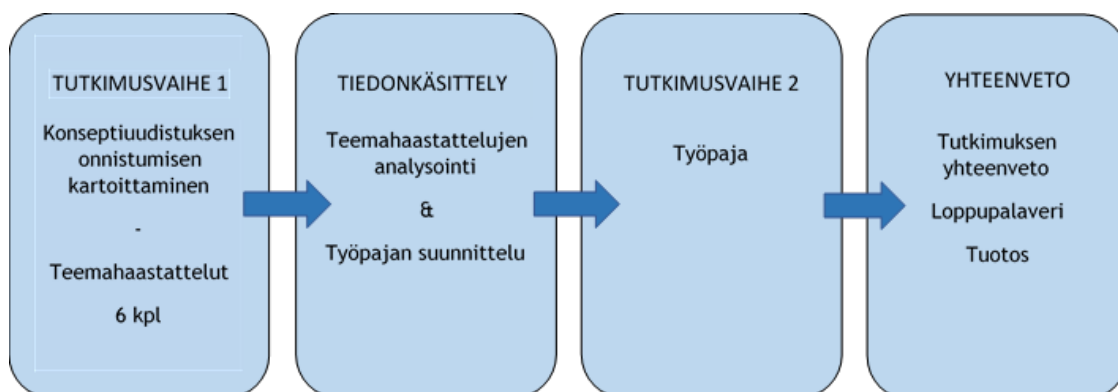 TUTKIMUSVAIHE 1
Konseptiuudistuksen
onnistumisen
kartoittaminen
-
Teemahaastattelut
6 kpl
TIEDONKÄSITTELY
Teemahaastattelujen
analysointi
&
Työpajan suunnittelu
TUTKIMUSVAIHE 2
Työpaja
YHTEENVETO
Tutkimuksen
yhteenveto
Loppupalaveri
Tuotos